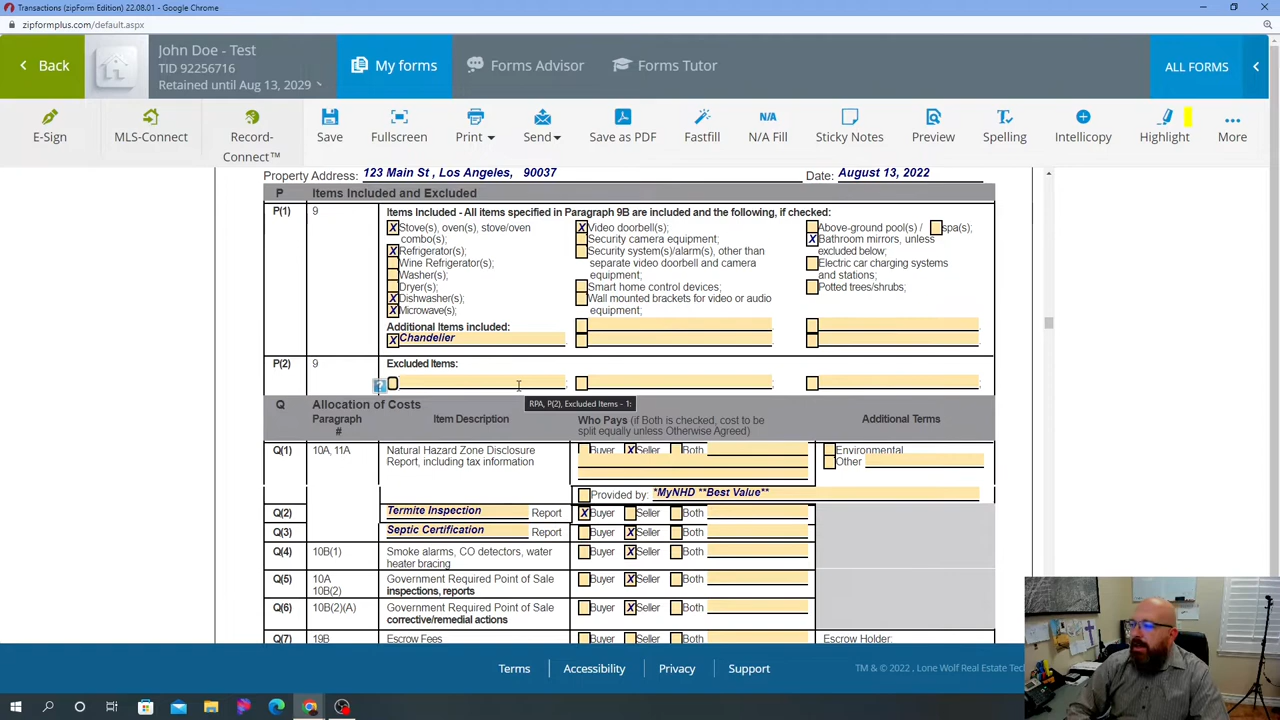 Transactions (zipForm Edition) 22.08.01 - Google Chrome
zipformplus.com/default.aspx
Back
John Doe - Test
TID 92256716
Retained until Aug 13, 2029
My forms
Forms Advisor
Forms Tutor
ALL FORMS
E-Sign
MLS-Connect
Record-Connect™
Save
Fullscreen
Print
Send
Save as PDF
Fastfill
N/A
N/A Fill
Sticky Notes
Preview
Spelling
Intellicopy
Highlight
More
Property Address: 123 Main St , Los Angeles, 90037 Date: August 13, 2022
P Items Included and Excluded
P(1) 9 Items Included - All items specified in Paragraph 9B are included and the following, if checked:
X Stove(s), oven(s), stove/oven combo(s);
X Refrigerator(s);
Wine Refrigerator(s);
Washer(s);
Dryer(s);
X Dishwasher(s);
X Microwave(s);
Additional Items included:
X Chandelier ;
X Video doorbell(s);
Security camera equipment;
Security system(s)/alarm(s), other than
separate video doorbell and camera
equipment;
Smart home control devices;
Wall mounted brackets for video or audio
equipment;
Above-ground pool(s) / spa(s);
X Bathroom mirrors, unless
excluded below;
Electric car charging systems
and stations;
Potted trees/shrubs;
P(2) 9 Excluded Items:
? ; ; ;
RPA, P(2), Excluded Items - 1:
Q Allocation of Costs
Paragraph # Item Description Who Pays (if Both is checked, cost to be split equally unless Otherwise Agreed) Additional Terms
Q(1) 10A, 11A Natural Hazard Zone Disclosure Report, including tax information Buyer X Seller Both Environmental
Other
Provided by: *MyNHD **Best Value**
Q(2) Termite Inspection Report X Buyer Seller Both
Q(3) Septic Certification Report Buyer X Seller Both
Q(4) 10B(1) Smoke alarms, CO detectors, water heater bracing Buyer X Seller Both
Q(5) 10A 10B(2) Government Required Point of Sale inspections, reports Buyer X Seller Both
Q(6) 10B(2)(A) Government Required Point of Sale corrective/remedial actions Buyer X Seller Both
Q(7) 19B Escrow Fees Buyer X Seller Both Escrow Holder:
Terms
Accessibility
Privacy
Support
TM & © 2022 , Lone Wolf Real Estate Tec